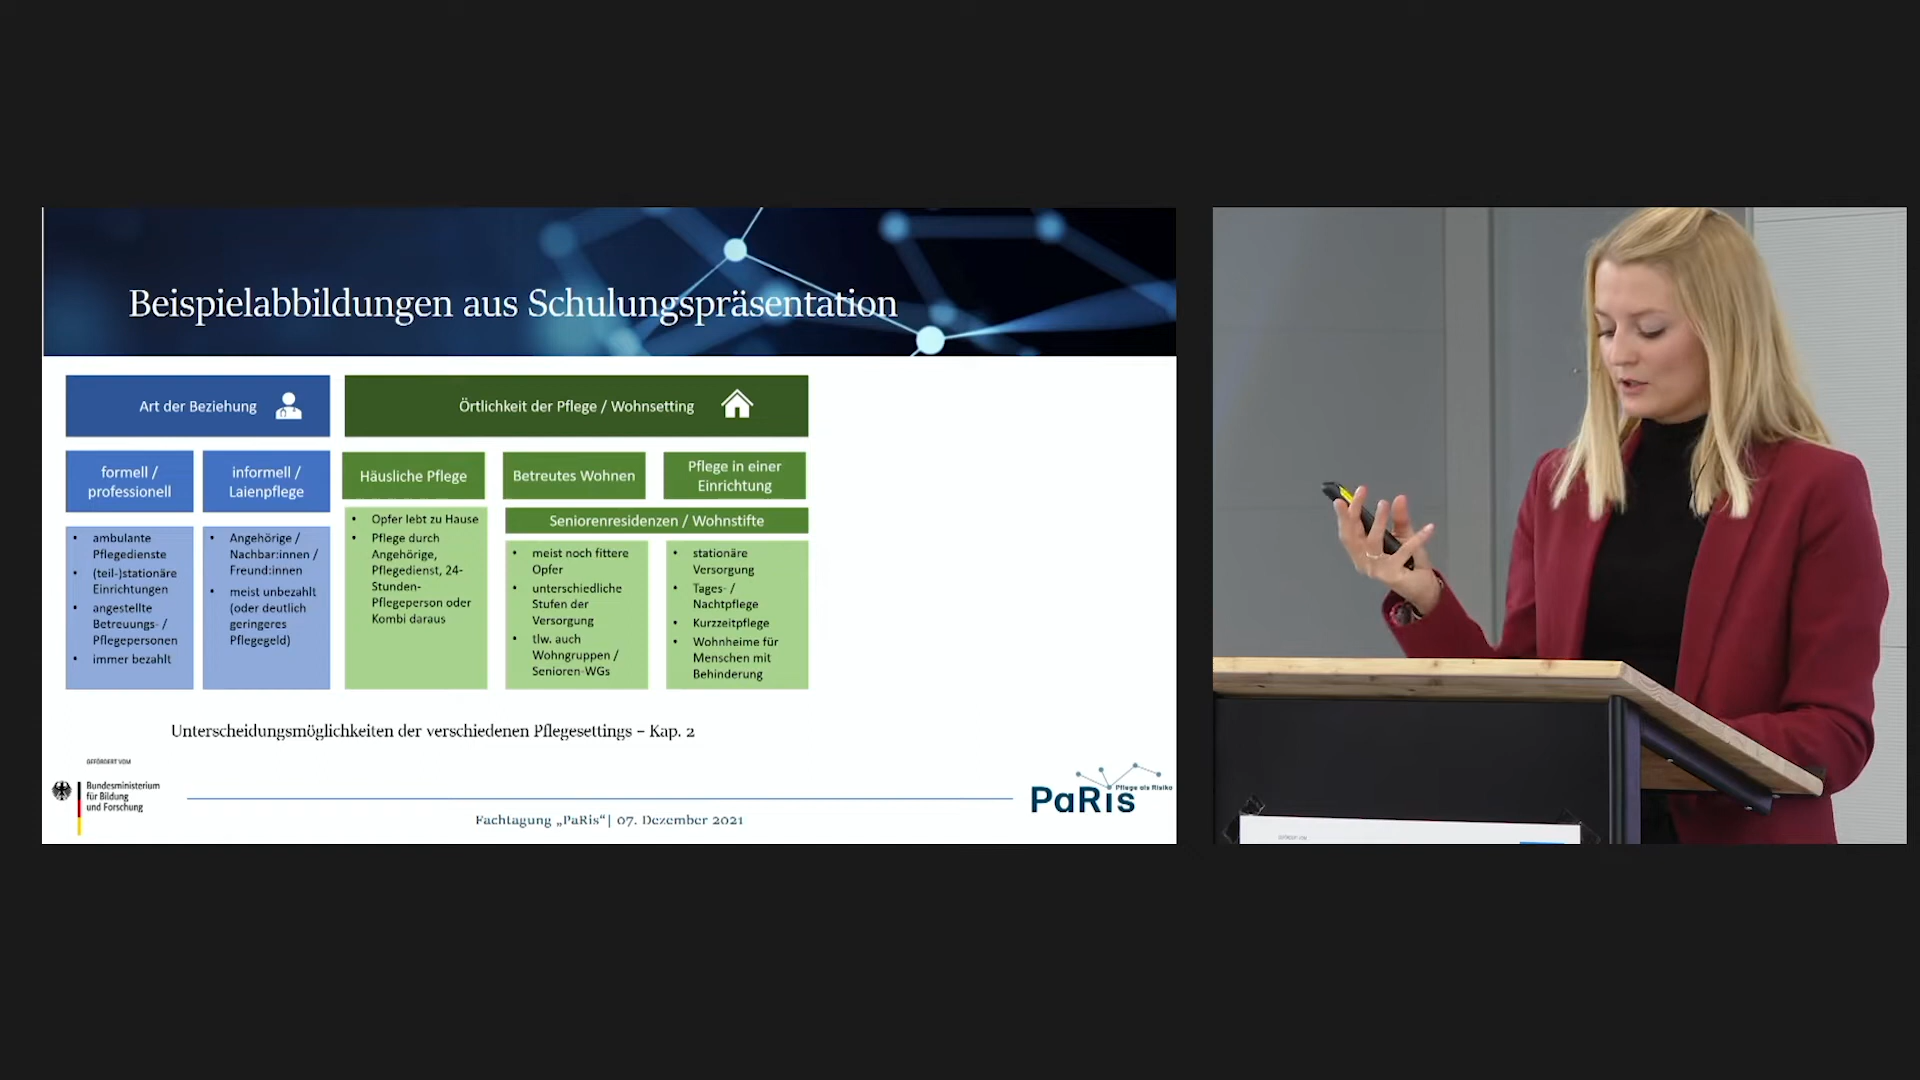 Beispielabbildungen aus Schulungspräsentation
Art der Beziehung
Örtlichkeit der Pflege / Wohnsetting
formell /
professionell
informell /
Laienpflege
Häusliche Pflege
Betreutes Wohnen
Pflege in einer
Einrichtung
Seniorenresidenzen / Wohnstifte
• ambulante
Pflegedienste
• (teil-)stationäre
Einrichtungen
• angestellte
Betreuungs- /
Pflegepersonen
• immer bezahlt
• Angehörige /
Nachbar:innen /
Freund:innen
• meist unbezahlt
(oder deutlich
geringeres
Pflegegeld)
• Opfer lebt zu Hause
• Pflege durch
Angehörige,
Pflegedienst, 24-
Stunden-
Pflegeperson oder
Kombi daraus
• meist noch fittere
Opfer
• unterschiedliche
Stufen der
Versorgung
• tlw. auch
Wohngruppen /
Senioren-WGs
• stationäre
Versorgung
• Tages- /
Nachtpflege
• Kurzzeitpflege
• Wohnheime für
Menschen mit
Behinderung
Unterscheidungsmöglichkeiten der verschiedenen Pflegesettings – Kap. 2
GEFÖRDERT VOM
Bundesministerium
für Bildung
und Forschung
Fachtagung „PaRis“| 07. Dezember 2021
PaRis
Pflege als Risiko